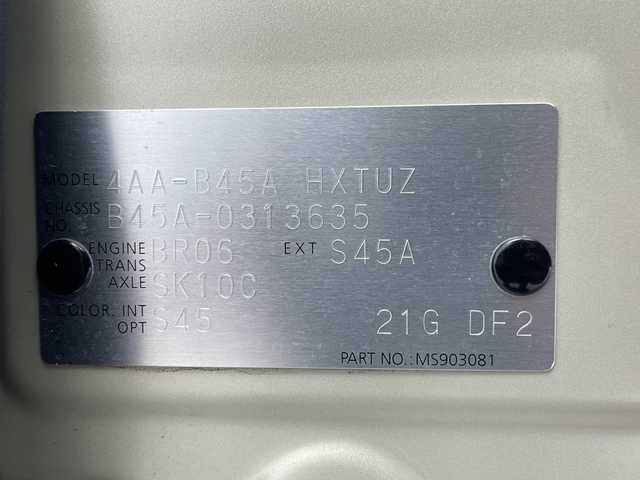 MODEL 4AA-B45A HXTUZ
CHASSIS NO. B45A-0313635
ENGINE BR06 EXT S45A
TRANS AXLE SK10C
COLOR. INT OPT S45 21G DF2
PART NO.: MS903081